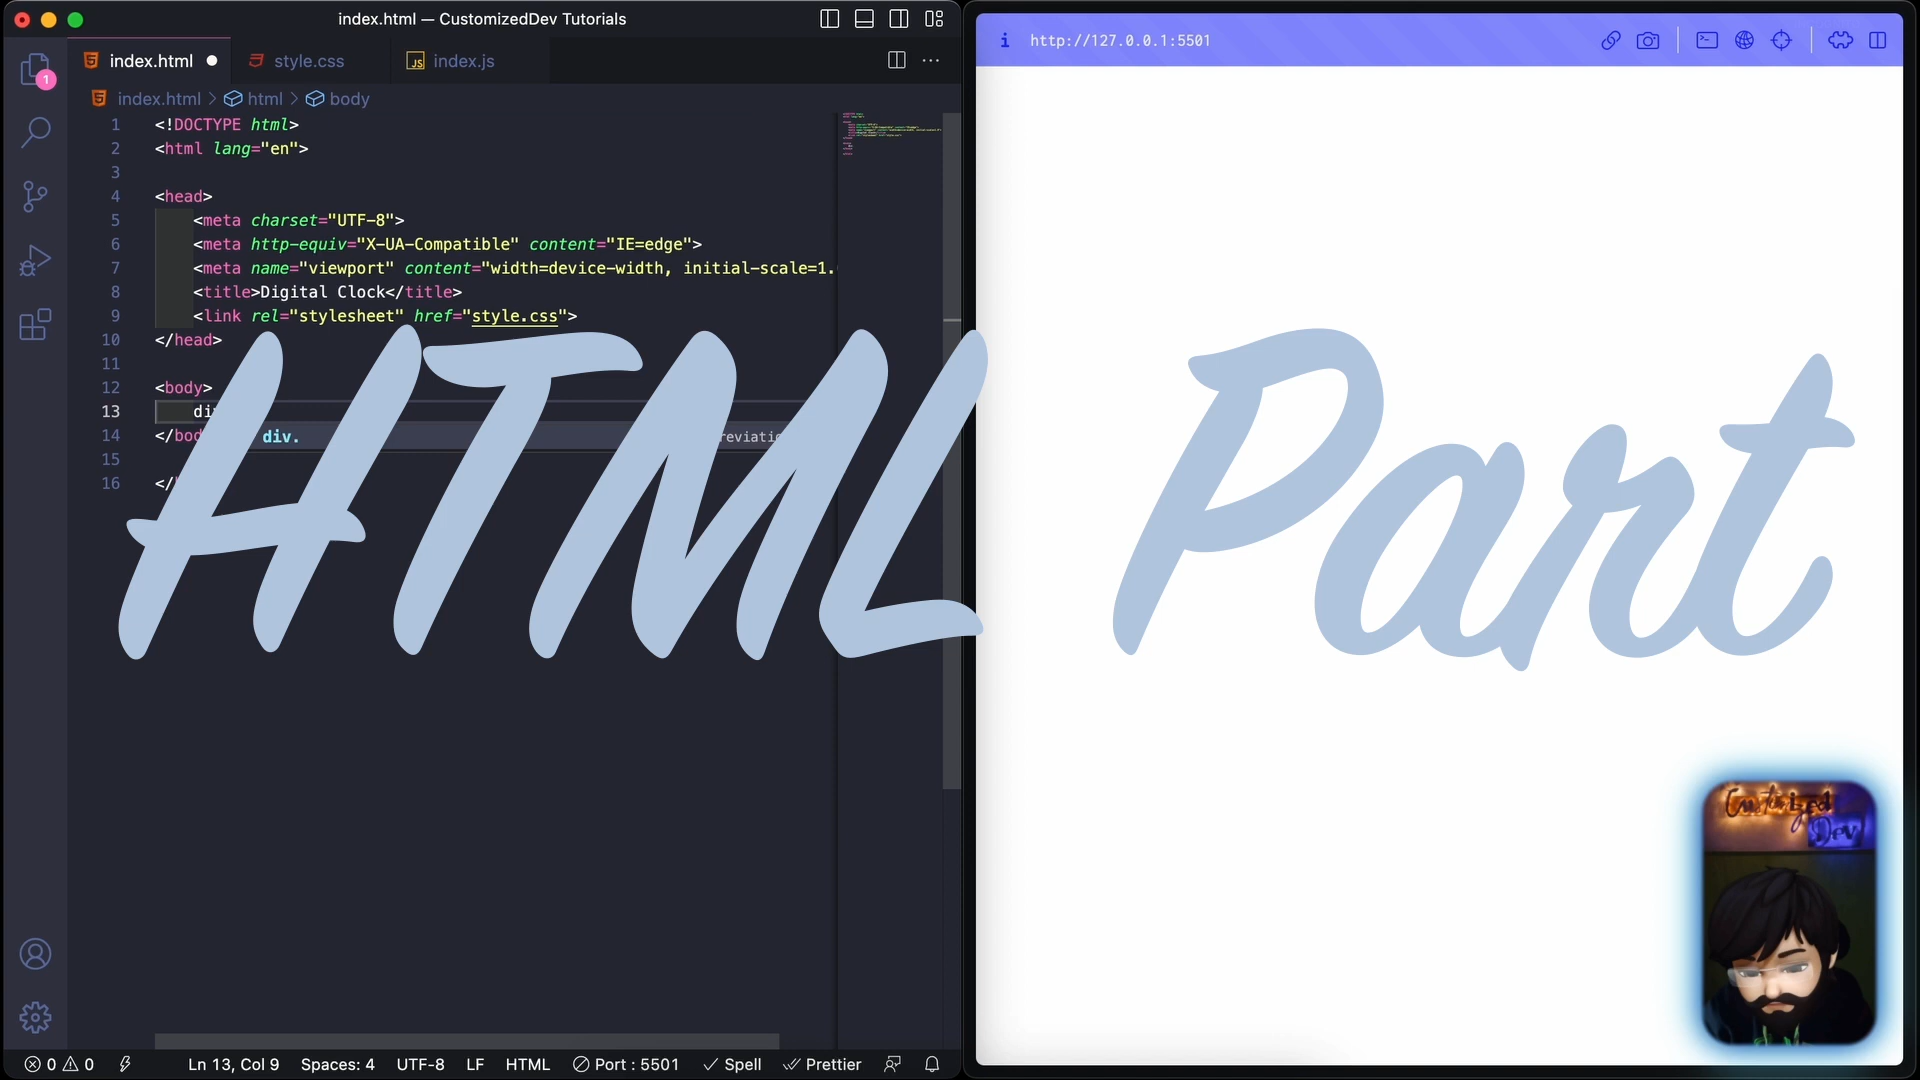 index.html — CustomizedDev Tutorials
index.html
style.css
JS index.js
1
index.html > html > body
1 <!DOCTYPE html>
2 <html lang="en">
3
4 <head>
5 <meta charset="UTF-8">
6 <meta http-equiv="X-UA-Compatible" content="IE=edge">
7 <meta name="viewport" content="width=device-width, initial-scale=1.
8 <title>Digital Clock</title>
9 <link rel="stylesheet" href="style.css">
10 </head>
11
12 <body>
13 di
14 </bod
div.
15
16 </
HTML Part
http://127.0.0.1:5501
Customized
Dev
0 0 Ln 13, Col 9 Spaces: 4 UTF-8 LF HTML Port : 5501 Spell Prettier